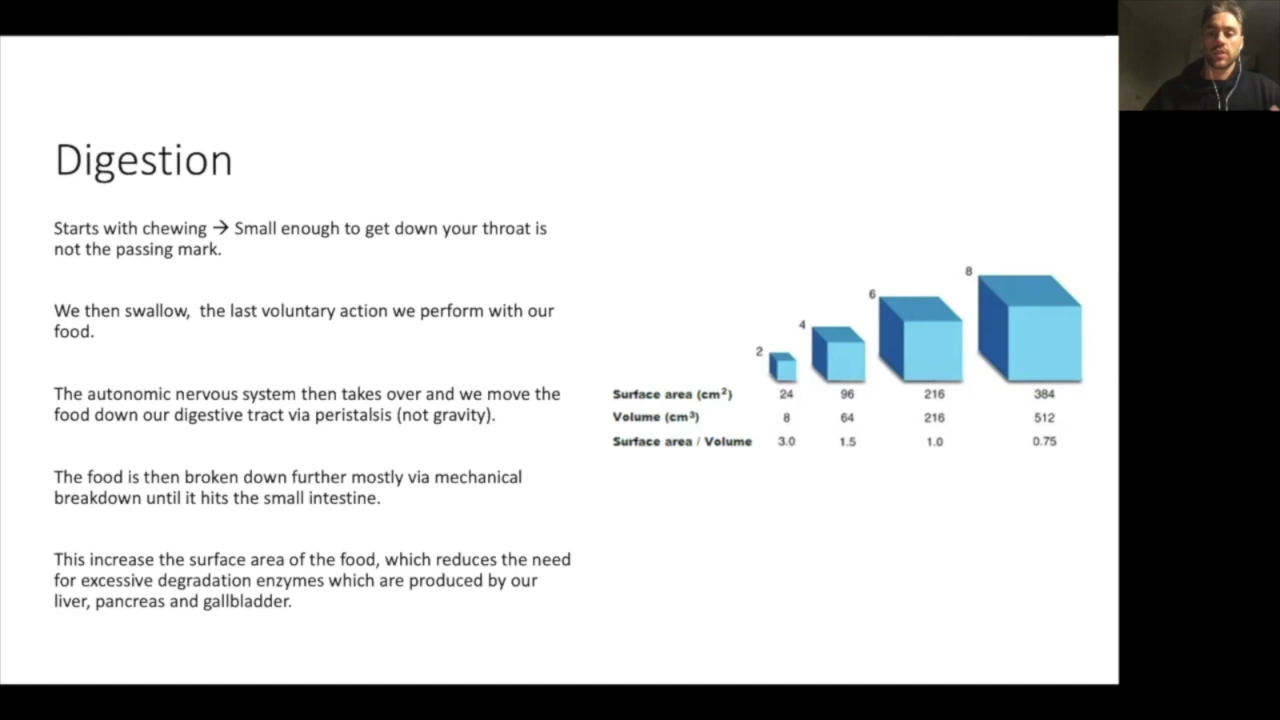 Digestion
Starts with chewing → Small enough to get down your throat is
not the passing mark.
We then swallow,  the last voluntary action we perform with our
food.
The autonomic nervous system then takes over and we move the
food down our digestive tract via peristalsis (not gravity).
The food is then broken down further mostly via mechanical
breakdown until it hits the small intestine.
This increase the surface area of the food, which reduces the need
for excessive degradation enzymes which are produced by our
liver, pancreas and gallbladder.
2
4
6
8
Surface area (cm²) 24 96 216 384
Volume (cm³) 8 64 216 512
Surface area / Volume 3.0 1.5 1.0 0.75